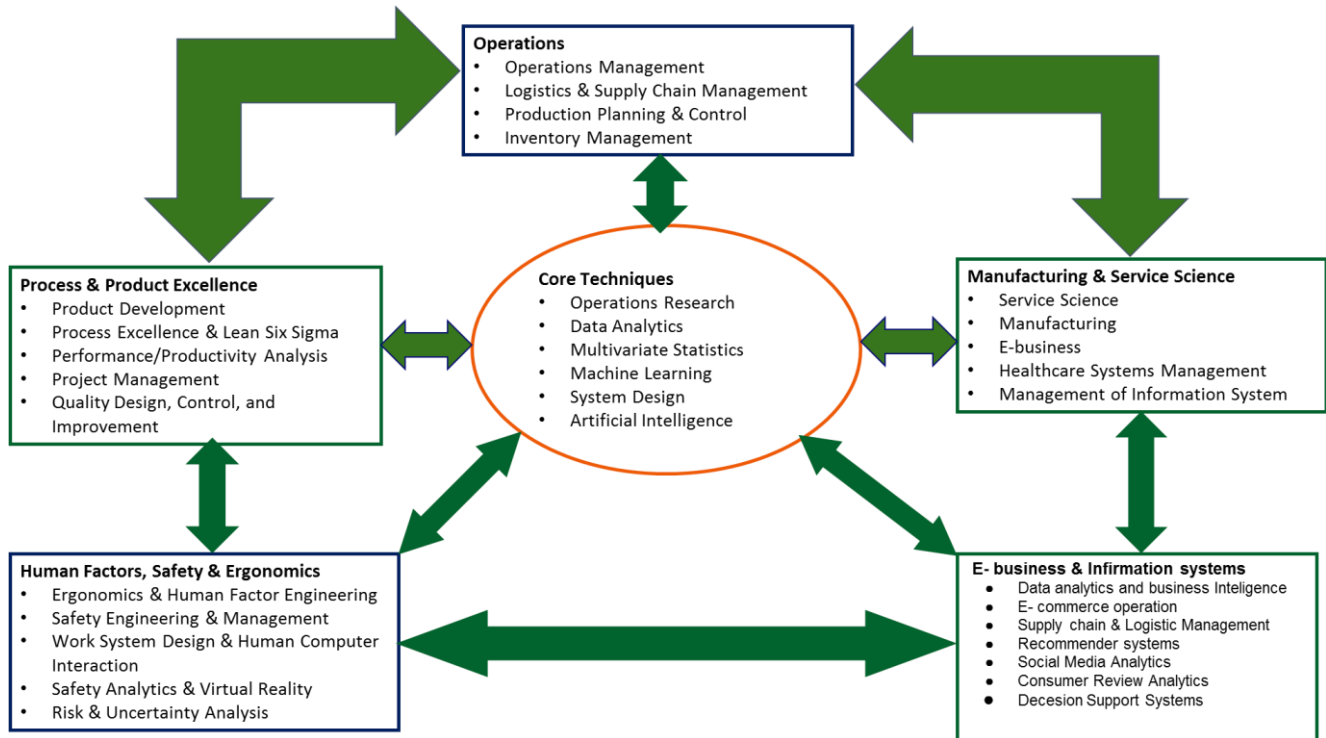 Operations
• Operations Management
• Logistics & Supply Chain Management
• Production Planning & Control
• Inventory Management
Process & Product Excellence
• Product Development
• Process Excellence & Lean Six Sigma
• Performance/Productivity Analysis
• Project Management
• Quality Design, Control, and
Improvement
Core Techniques
• Operations Research
• Data Analytics
• Multivariate Statistics
• Machine Learning
• System Design
• Artificial Intelligence
Manufacturing & Service Science
• Service Science
• Manufacturing
• E-business
• Healthcare Systems Management
• Management of Information System
Human Factors, Safety & Ergonomics
• Ergonomics & Human Factor Engineering
• Safety Engineering & Management
• Work System Design & Human Computer
Interaction
• Safety Analytics & Virtual Reality
• Risk & Uncertainty Analysis
E- business & Infirmation systems
● Data analytics and business Inteligence
● E- commerce operation
● Supply chain & Logistic Management
● Recommender systems
● Social Media Analytics
● Consumer Review Analytics
● Decesion Support Systems